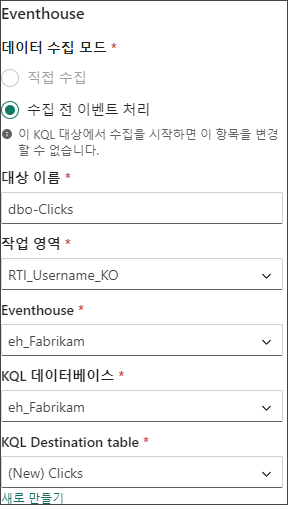 Eventhouse
데이터 수집 모드 *
직접 수집
수집 전 이벤트 처리
이 KQL 대상에서 수집을 시작하면 이 항목을 변경
할 수 없습니다.
대상 이름 *
dbo-Clicks
작업 영역 *
RTI_Username_KO
Eventhouse *
eh_Fabrikam
KQL 데이터베이스 *
eh_Fabrikam
KQL Destination table *
(New) Clicks
새로 만들기